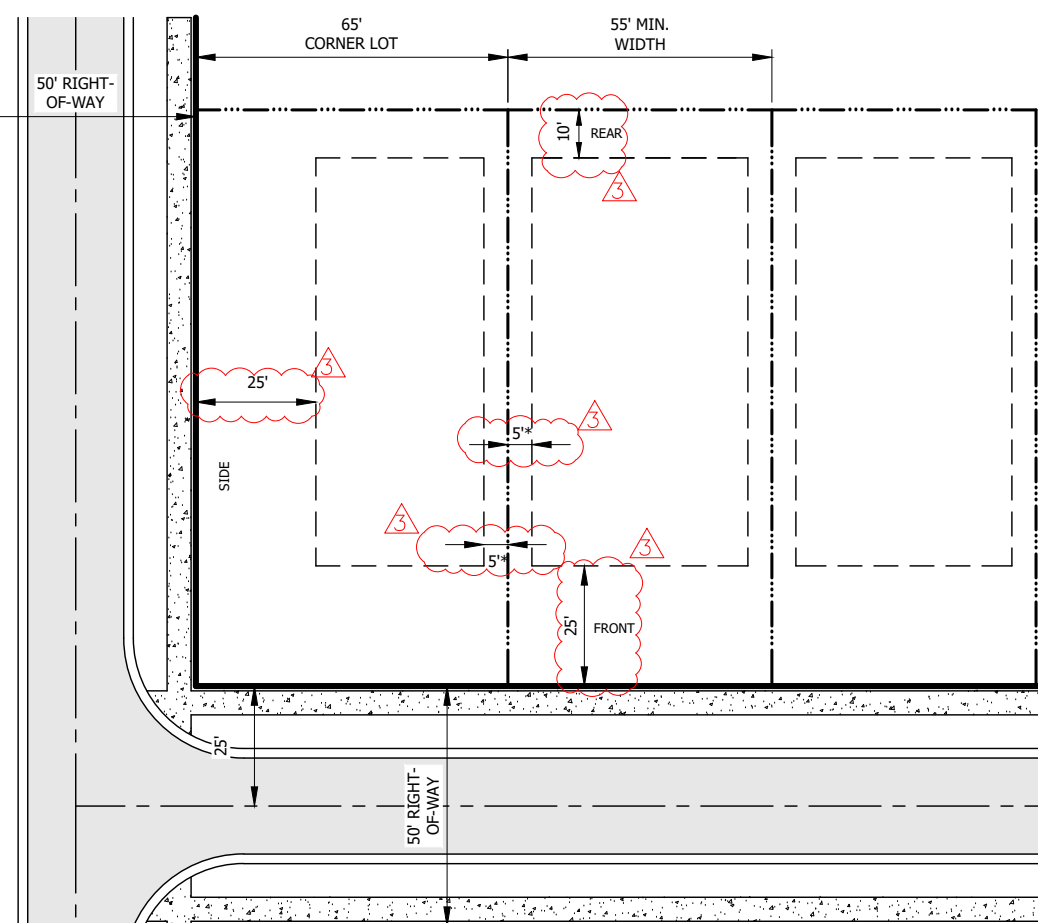 65'
CORNER LOT
55' MIN.
WIDTH
50' RIGHT-
OF-WAY
10'
REAR
3
3
25'
3
5'*
SIDE
3
5'*
3
25'
FRONT
25'
50' RIGHT-
OF-WAY